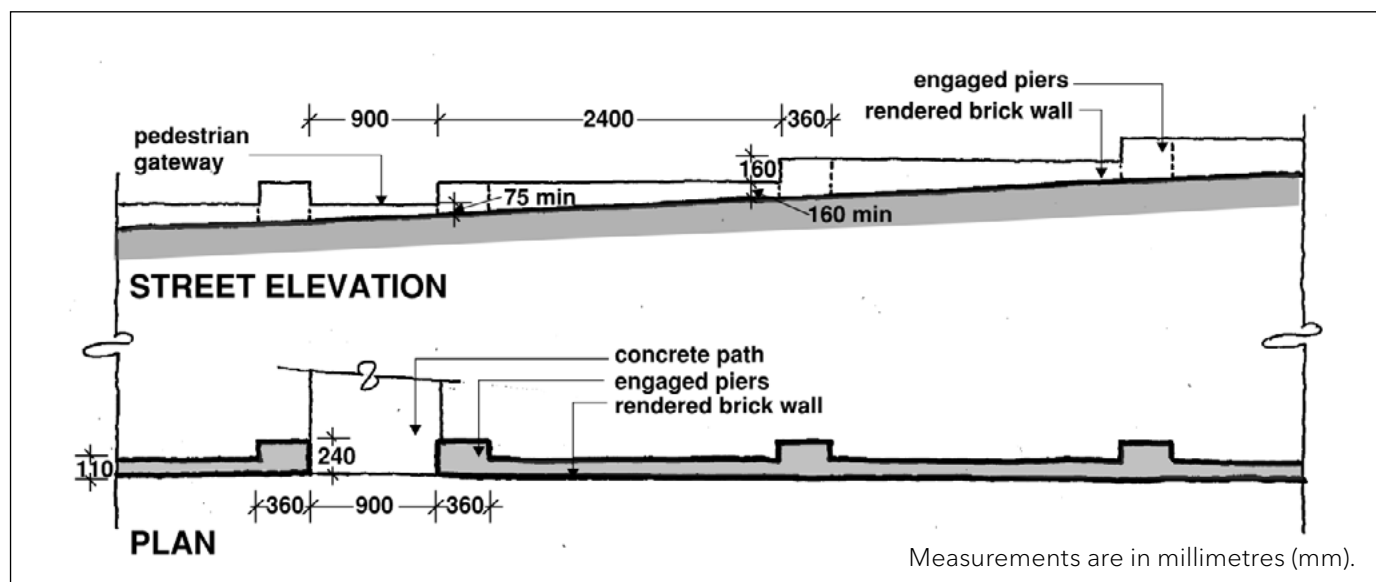 engaged piers
rendered brick wall
900
2400
360
pedestrian
gateway
160
75 min
160 min
STREET ELEVATION
concrete path
engaged piers
rendered brick wall
110
240
360
900
360
PLAN
Measurements are in millimetres (mm).